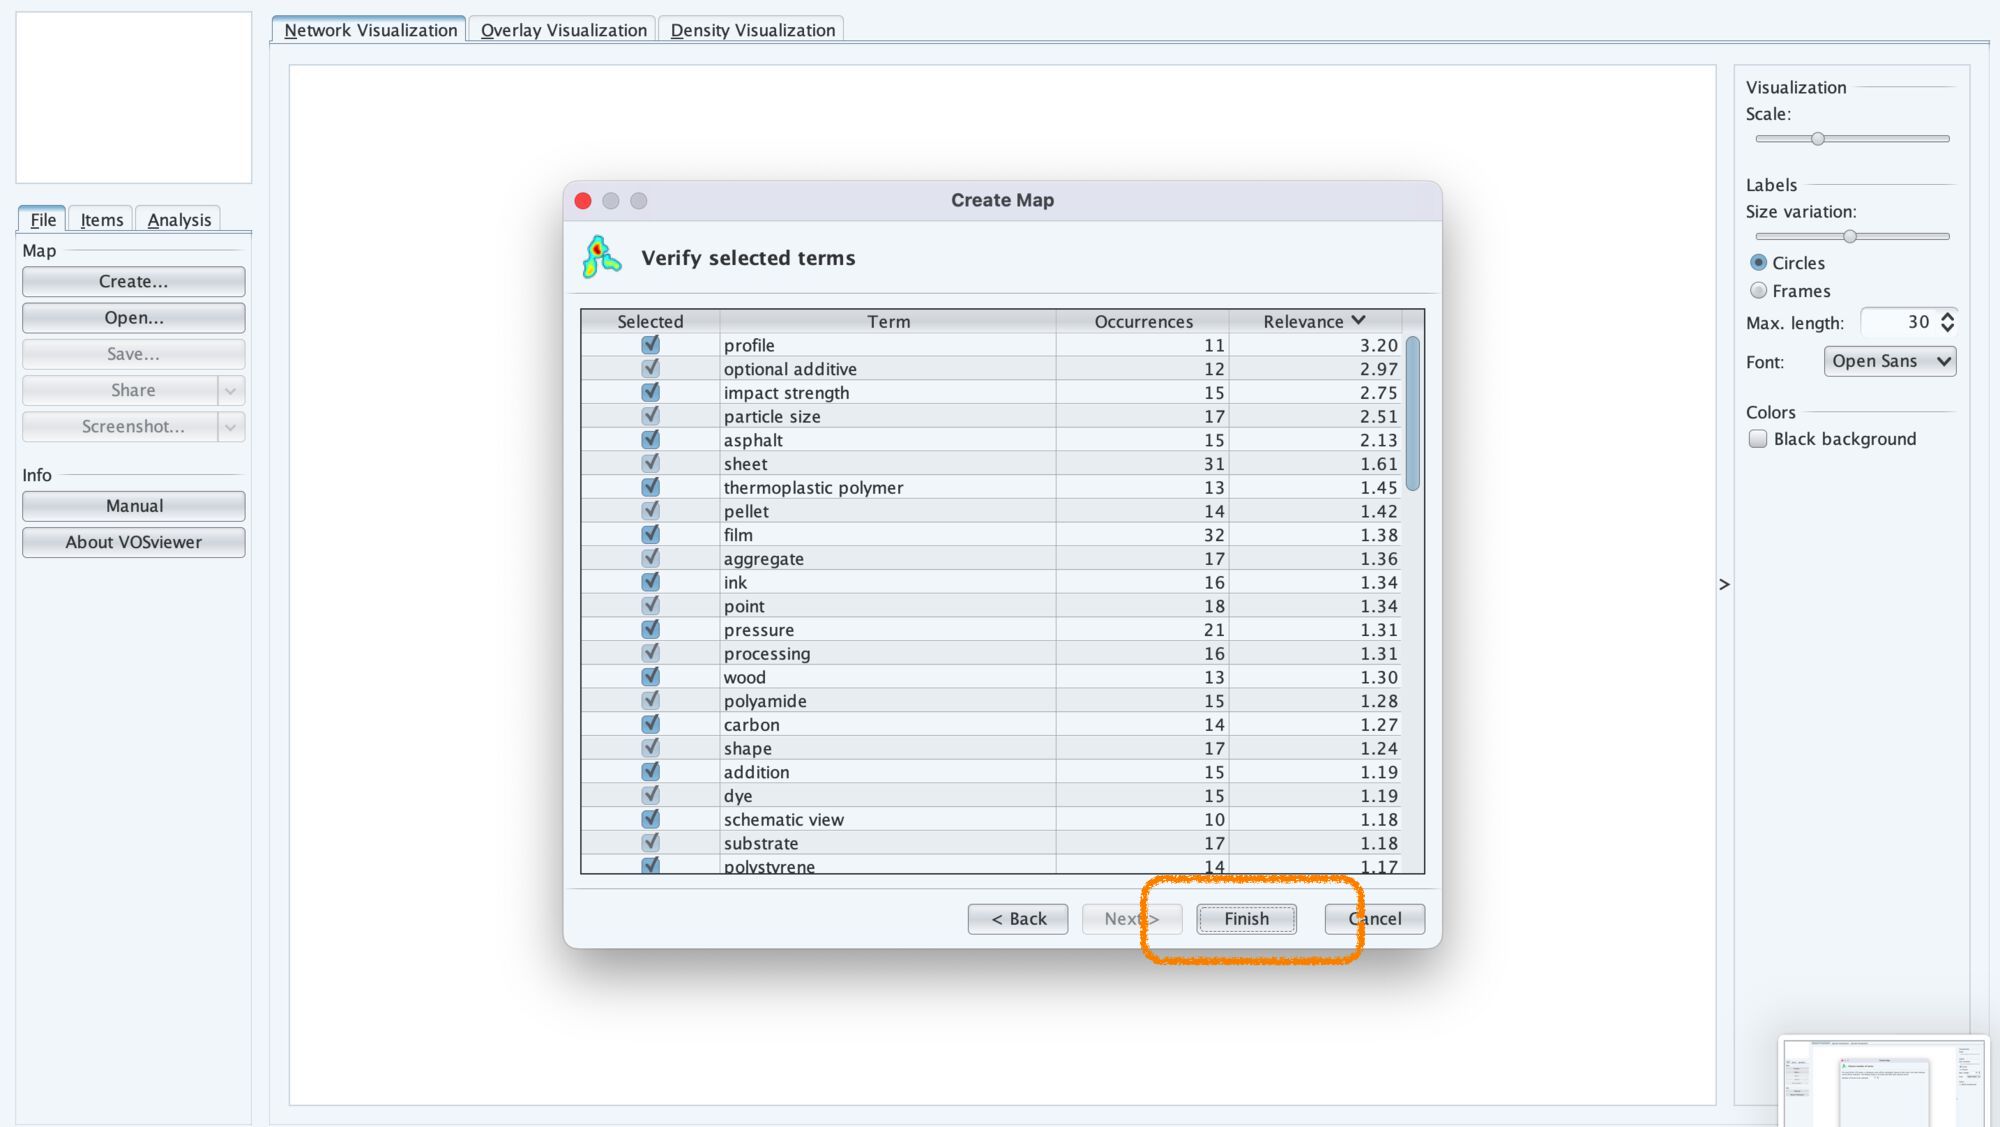 Network Visualization
Overlay Visualization
Density Visualization
File
Items
Analysis
Map
Create...
Open...
Save...
Share
Screenshot...
Info
Manual
About VOSviewer
Create Map
Verify selected terms
Selected Term Occurrences Relevance
profile 11 3.20
optional additive 12 2.97
impact strength 15 2.75
particle size 17 2.51
asphalt 15 2.13
sheet 31 1.61
thermoplastic polymer 13 1.45
pellet 14 1.42
film 32 1.38
aggregate 17 1.36
ink 16 1.34
point 18 1.34
pressure 21 1.31
processing 16 1.31
wood 13 1.30
polyamide 15 1.28
carbon 14 1.27
shape 17 1.24
addition 15 1.19
dye 15 1.19
schematic view 10 1.18
substrate 17 1.18
polystyrene 14 1.17
< Back
Next >
Finish
Cancel
>
Visualization
Scale:
Labels
Size variation:
Circles
Frames
Max. length: 30
Font: Open Sans
Colors
Black background